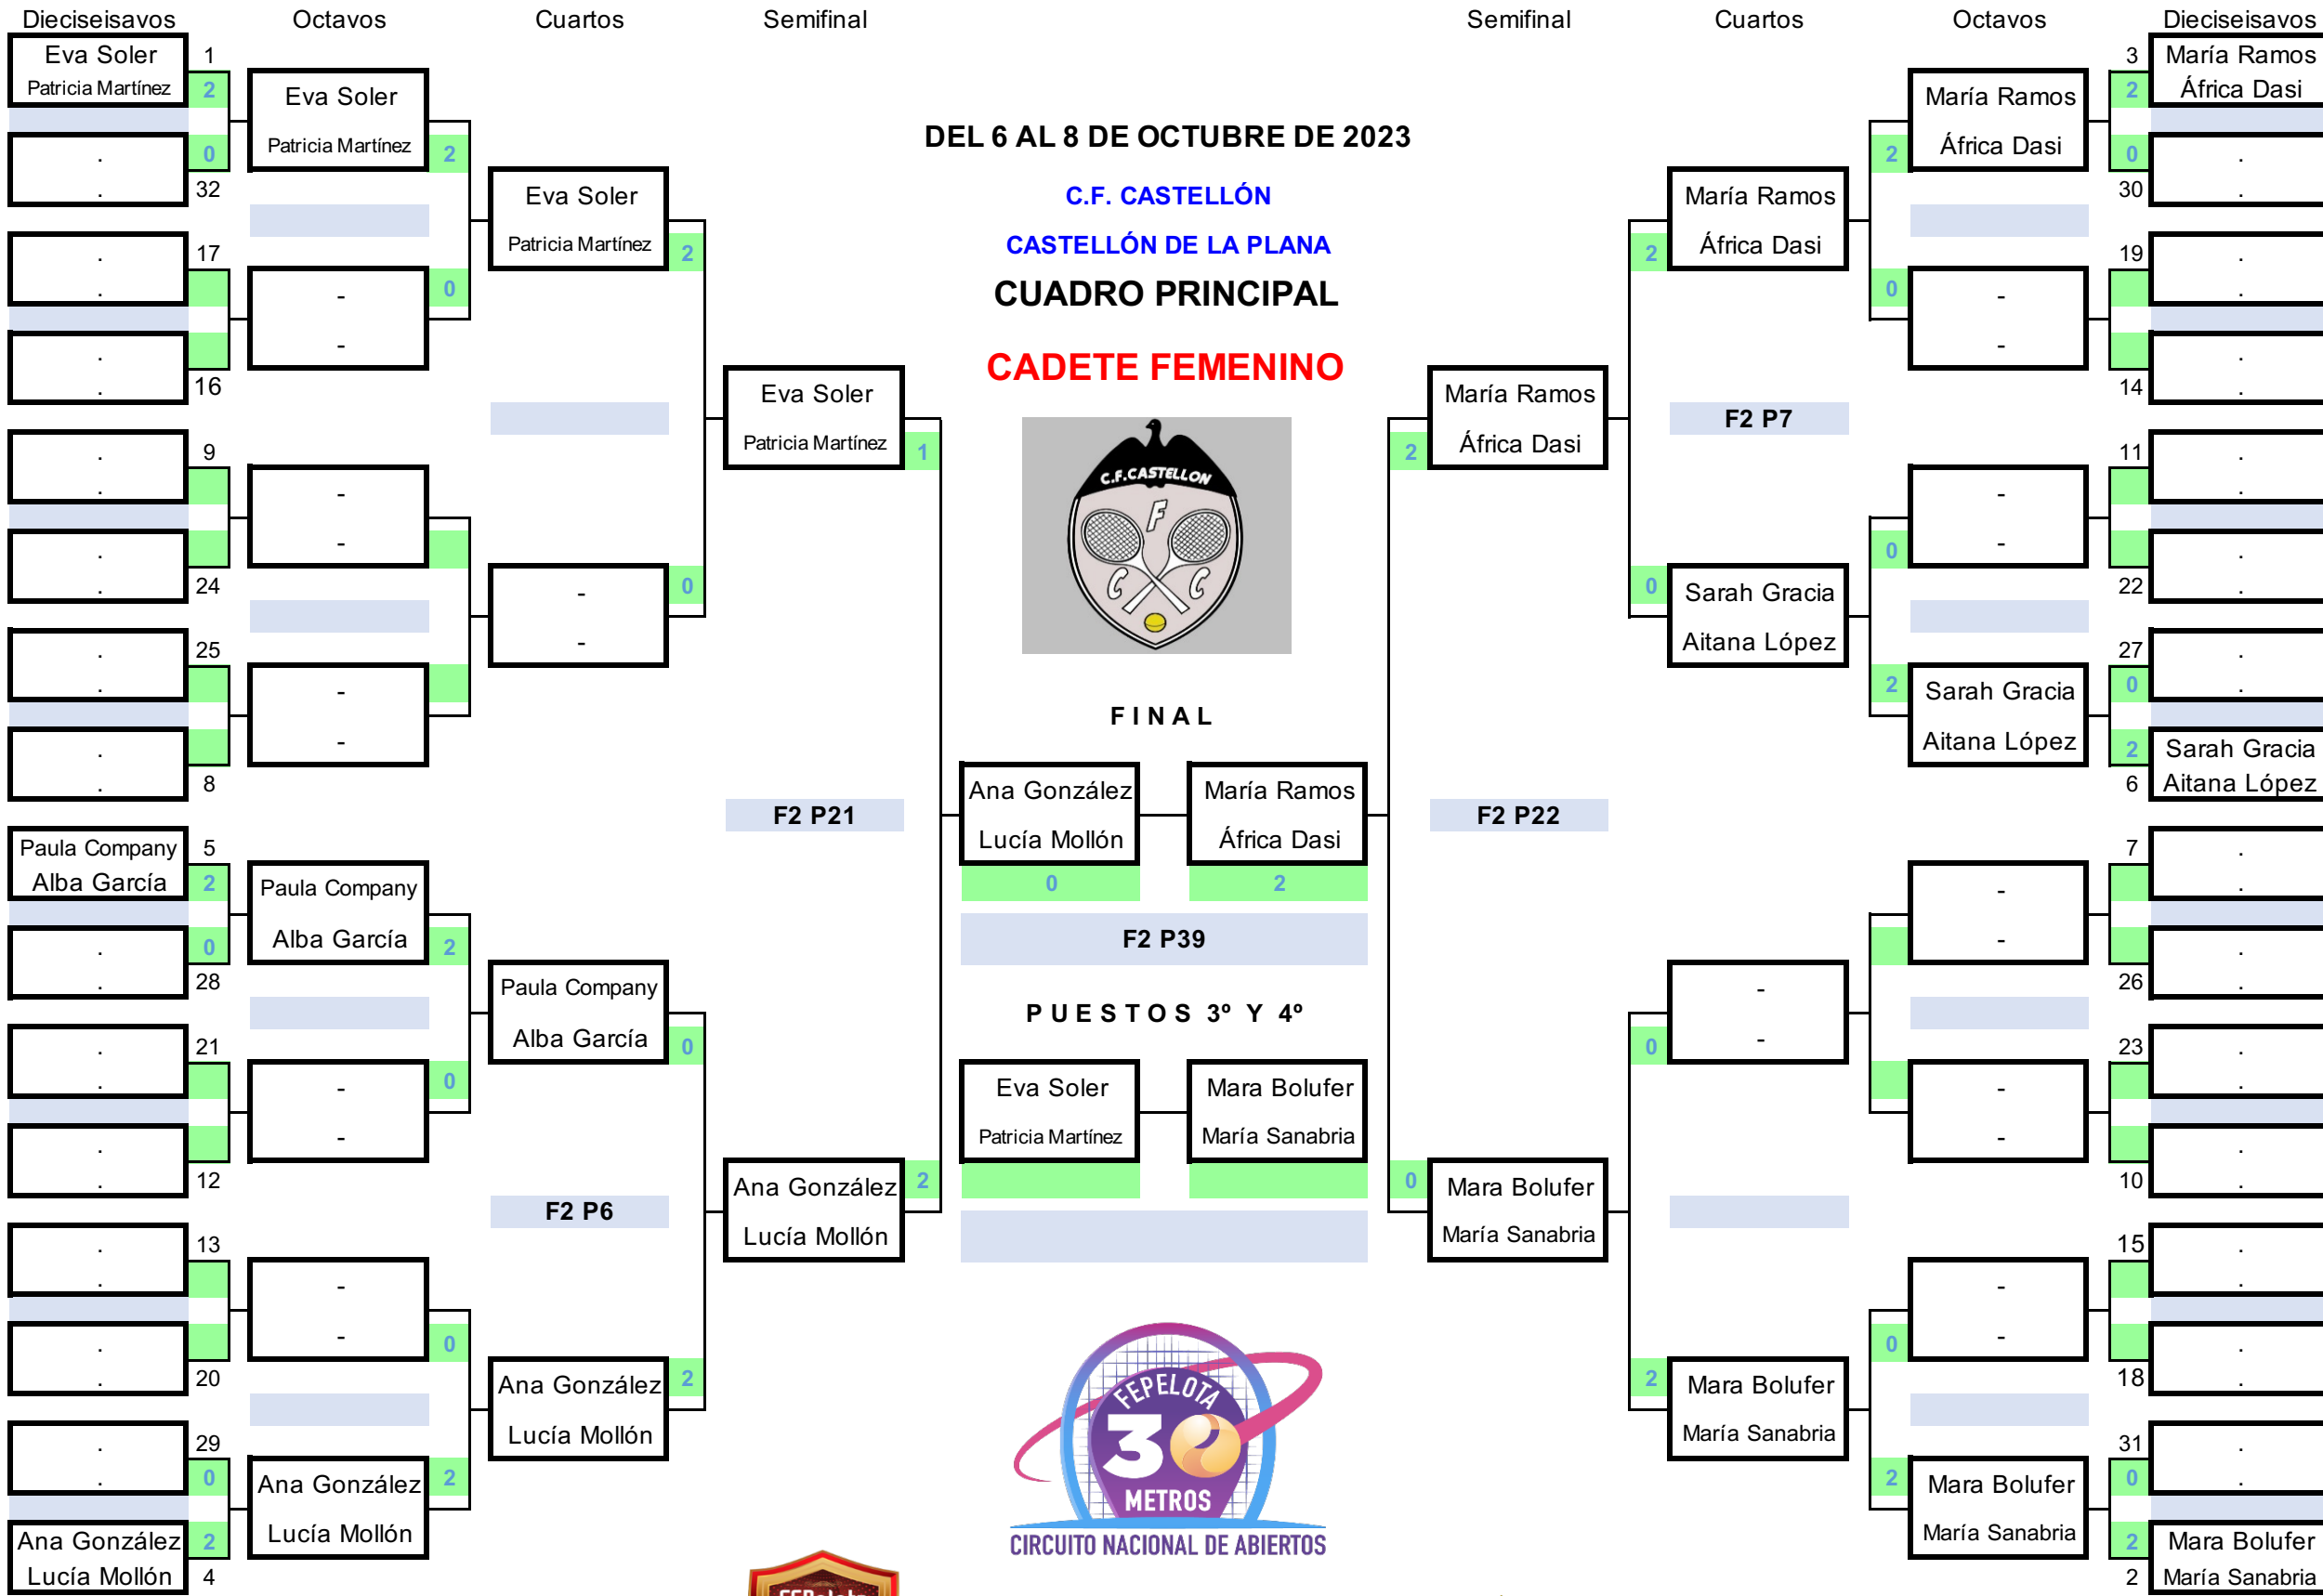 Dieciseisavos Octavos Cuartos Semifinal Semifinal Cuartos Octavos Dieciseisavos
Eva Soler 1
Patricia Martínez 2
. 0
. 32
. 17
.
.
. 16
. 9
.
.
. 24
. 25
.
.
. 8
Paula Company 5
Alba García 2
. 0
. 28
. 21
.
.
. 12
. 13
.
.
. 20
. 29
. 0
Ana González 2
Lucía Mollón 4
Eva Soler
Patricia Martínez 2
- 0
-
-
-
-
-
Paula Company
Alba García 2
- 0
-
-
- 0
Ana González 2
Lucía Mollón
Eva Soler
Patricia Martínez 2
- 0
-
Paula Company
Alba García 0
F2 P6
Ana González 2
Lucía Mollón
Eva Soler
Patricia Martínez 1
F2 P21
Ana González 2
Lucía Mollón
DEL 6 AL 8 DE OCTUBRE DE 2023
C.F. CASTELLÓN
CASTELLÓN DE LA PLANA
CUADRO PRINCIPAL
CADETE FEMENINO
C.F.CASTELLON
F
C C
FINAL
Ana González María Ramos
Lucía Mollón África Dasi
0 2
F2 P39
PUESTOS 3º Y 4º
Eva Soler Mara Bolufer
Patricia Martínez María Sanabria
FEPELOTA
30
METROS
CIRCUITO NACIONAL DE ABIERTOS
María Ramos
2 África Dasi
F2 P22
0 Mara Bolufer
María Sanabria
María Ramos
2 África Dasi
F2 P7
0 Sarah Gracia
Aitana López
-
0 -
2 Mara Bolufer
María Sanabria
María Ramos
2 África Dasi
0 -
-
-
0 -
2 Sarah Gracia
Aitana López
-
-
-
-
-
0 -
2 Mara Bolufer
María Sanabria
3 María Ramos
2 África Dasi
0 .
30 .
19 .
.
.
14 .
11 .
.
.
22 .
27 .
0 .
2 Sarah Gracia
6 Aitana López
7 .
.
.
26 .
23 .
.
.
10 .
15 .
.
.
18 .
31 .
0 .
2 Mara Bolufer
2 María Sanabria